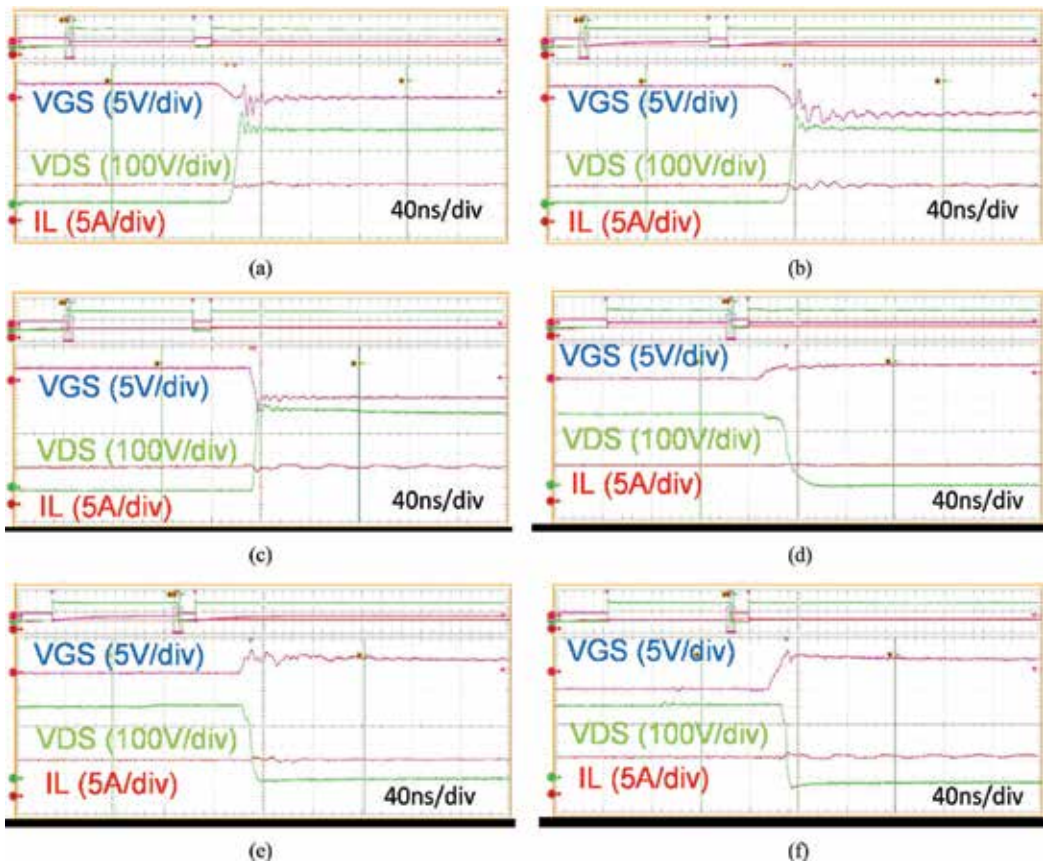 VGS (5V/div)
VDS (100V/div)
IL (5A/div)
40ns/div
(a)
VGS (5V/div)
VDS (100V/div)
IL (5A/div)
40ns/div
(b)
VGS (5V/div)
VDS (100V/div)
IL (5A/div)
40ns/div
(c)
VGS (5V/div)
VDS (100V/div)
IL (5A/div)
40ns/div
(d)
VGS (5V/div)
VDS (100V/div)
IL (5A/div)
40ns/div
(e)
VGS (5V/div)
VDS (100V/div)
IL (5A/div)
40ns/div
(f)